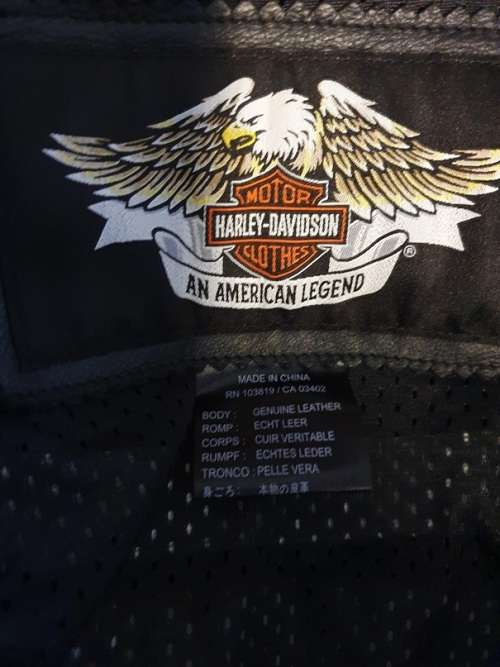 MOTOR
HARLEY-DAVIDSON
CLOTHES
®
AN AMERICAN LEGEND
MADE IN CHINA
RN 103819 / CA 03402
BODY : GENUINE LEATHER
ROMP : ECHT LEER
CORPS : CUIR VERITABLE
RUMPF : ECHTES LEDER
TRONCO : PELLE VERA
身ごろ : 本物の皮革